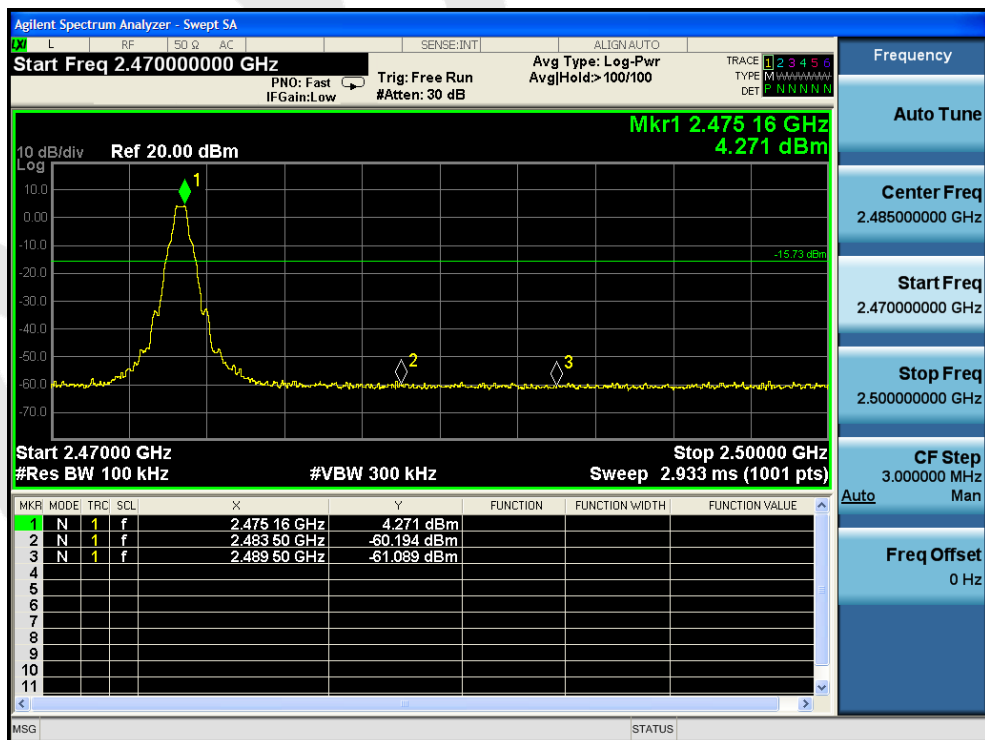 Agilent Spectrum Analyzer - Swept SA
LXI L RF 50 Ω AC SENSE:INT ALIGN AUTO
Start Freq 2.470000000 GHz
PNO: Fast
IFGain:Low
Trig: Free Run
#Atten: 30 dB
Avg Type: Log-Pwr
Avg|Hold:>100/100
TRACE 1 2 3 4 5 6
TYPE M
DET P N N N N N
Mkr1 2.475 16 GHz
4.271 dBm
10 dB/div Ref 20.00 dBm
Log
10.0
0.00
-10.0
-20.0
-30.0
-40.0
-50.0
-60.0
-70.0
1
-15.73 dBm
2
3
Start 2.47000 GHz Stop 2.50000 GHz
#Res BW 100 kHz #VBW 300 kHz Sweep 2.933 ms (1001 pts)
MKR MODE TRC SCL X Y FUNCTION FUNCTION WIDTH FUNCTION VALUE
1 N 1 f 2.475 16 GHz 4.271 dBm
2 N 1 f 2.483 50 GHz -60.194 dBm
3 N 1 f 2.489 50 GHz -61.089 dBm
4
5
6
7
8
9
10
11
MSG STATUS
Frequency
Auto Tune
Center Freq
2.485000000 GHz
Start Freq
2.470000000 GHz
Stop Freq
2.500000000 GHz
CF Step
3.000000 MHz
Auto Man
Freq Offset
0 Hz